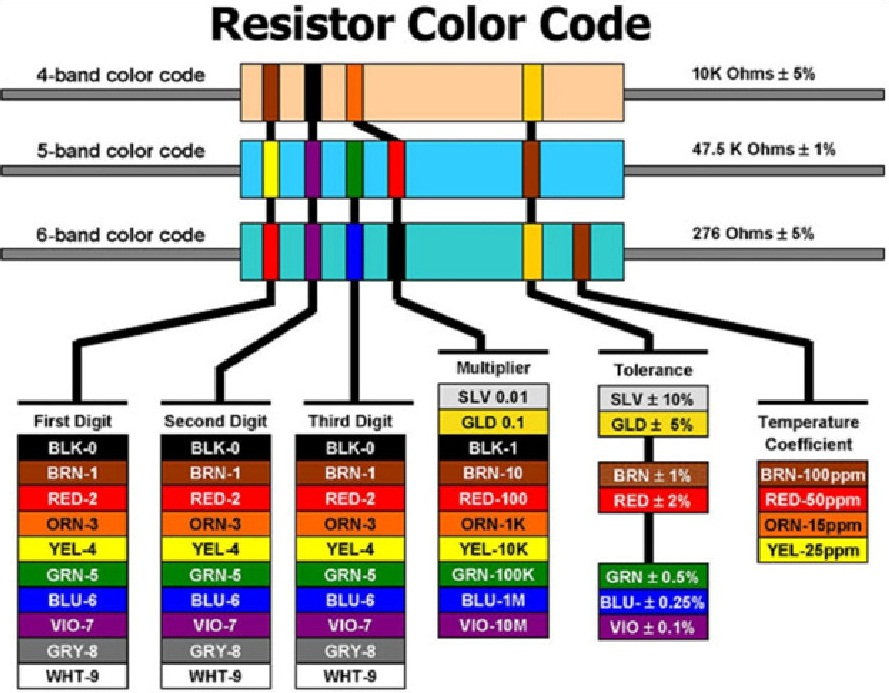 Resistor Color Code
4-band color code
10K Ohms ± 5%
5-band color code
47.5 K Ohms ± 1%
6-band color code
276 Ohms ± 5%
First Digit
BLK-0
BRN-1
RED-2
ORN-3
YEL-4
GRN-5
BLU-6
VIO-7
GRY-8
WHT-9
Second Digit
BLK-0
BRN-1
RED-2
ORN-3
YEL-4
GRN-5
BLU-6
VIO-7
GRY-8
WHT-9
Third Digit
BLK-0
BRN-1
RED-2
ORN-3
YEL-4
GRN-5
BLU-6
VIO-7
GRY-8
WHT-9
Multiplier
SLV 0.01
GLD 0.1
BLK-1
BRN-10
RED-100
ORN-1K
YEL-10K
GRN-100K
BLU-1M
VIO-10M
Tolerance
SLV ± 10%
GLD ± 5%
BRN ± 1%
RED ± 2%
GRN ± 0.5%
BLU- ± 0.25%
VIO ± 0.1%
Temperature
Coefficient
BRN-100ppm
RED-50ppm
ORN-15ppm
YEL-25ppm